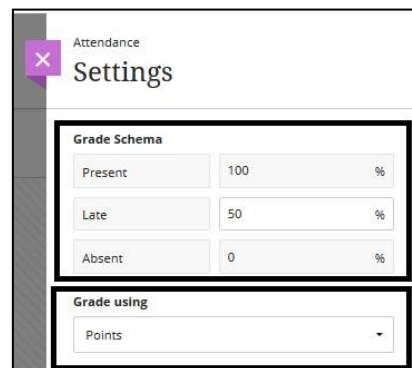 Attendance
Settings
Grade Schema
Present 100 %
Late 50 %
Absent 0 %
Grade using
Points